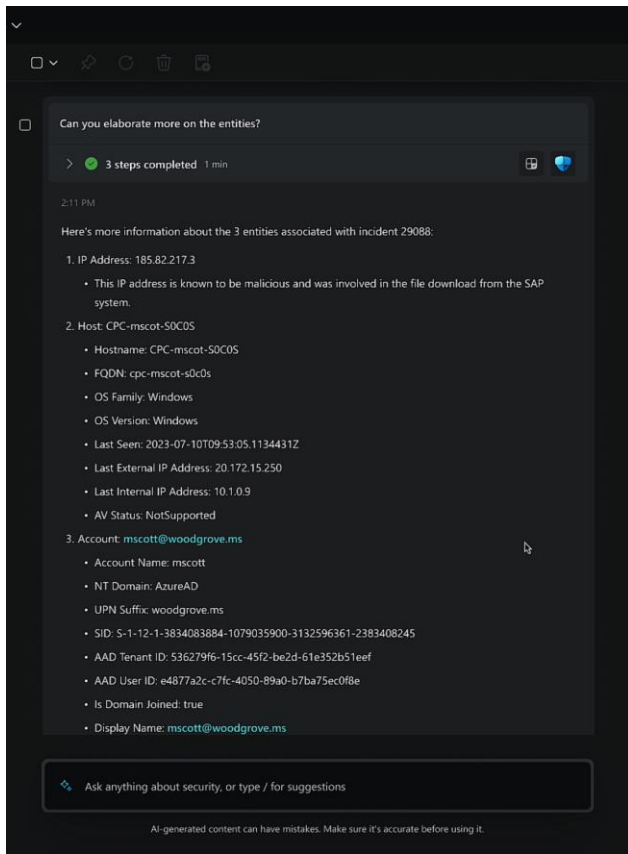 Can you elaborate more on the entities?
3 steps completed 1 min
2:11 PM
Here's more information about the 3 entities associated with incident 29088:
1. IP Address: 185.82.217.3
• This IP address is known to be malicious and was involved in the file download from the SAP
system.
2. Host: CPC-mscot-S0C0S
• Hostname: CPC-mscot-S0C0S
• FQDN: cpc-mscot-s0c0s
• OS Family: Windows
• OS Version: Windows
• Last Seen: 2023-07-10T09:53:05.1134431Z
• Last External IP Address: 20.172.15.250
• Last Internal IP Address: 10.1.0.9
• AV Status: NotSupported
3. Account: mscott@woodgrove.ms
• Account Name: mscott
• NT Domain: AzureAD
• UPN Suffix: woodgrove.ms
• SID: S-1-12-1-3834083884-1079035900-3132596361-2383408245
• AAD Tenant ID: 536279f6-15cc-45f2-be2d-61e352b51eef
• AAD User ID: e4877a2c-c7fc-4050-89a0-b7ba75ec0f8e
• Is Domain Joined: true
• Display Name: mscott@woodgrove.ms
Ask anything about security, or type / for suggestions
AI-generated content can have mistakes. Make sure it's accurate before using it.